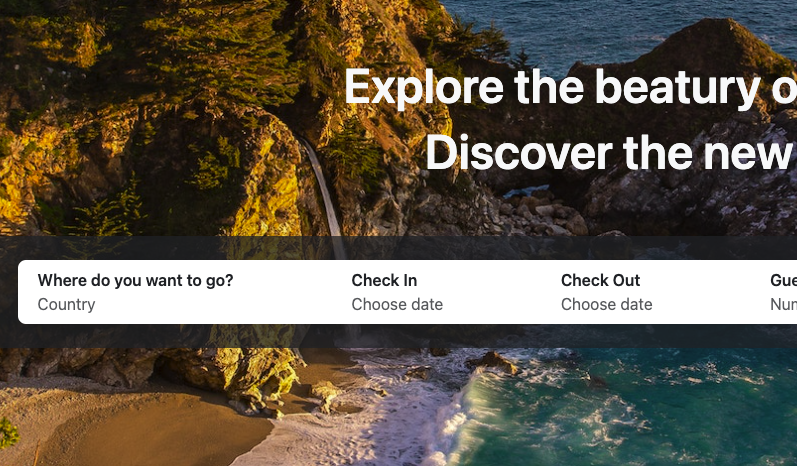 Explore the beatury o
Discover the new
Where do you want to go? Check In Check Out Gue
Country Choose date Choose date Num